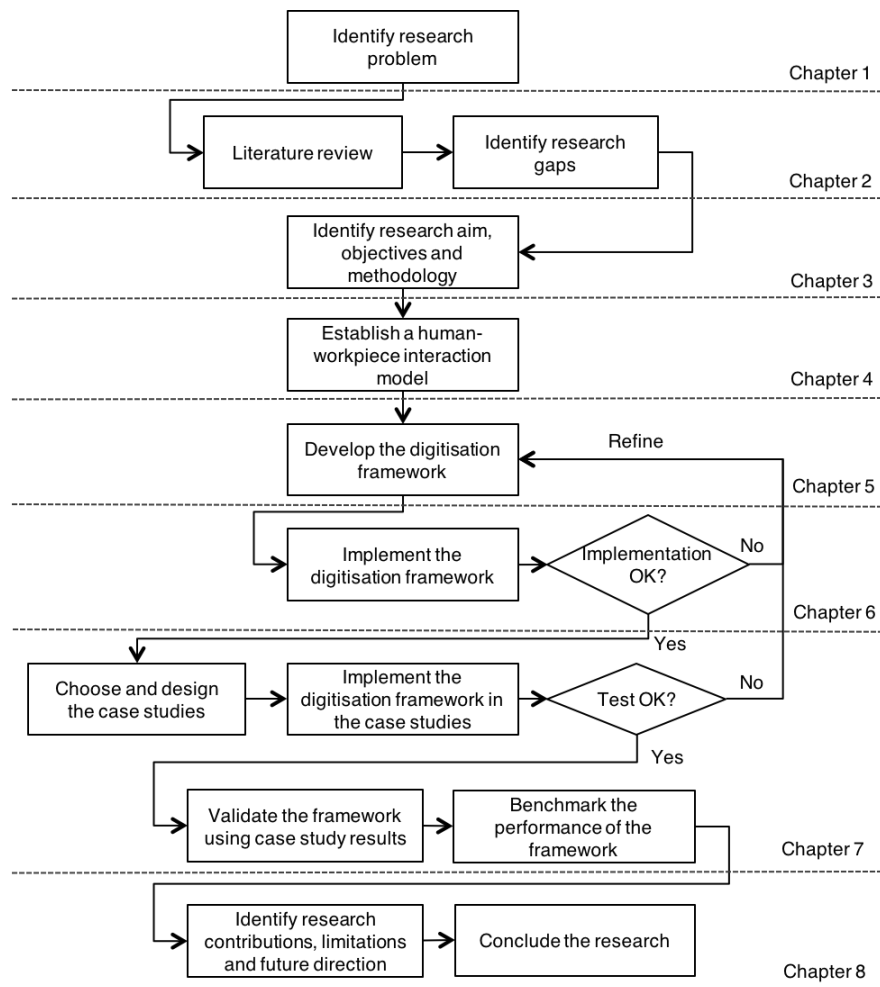 Identify research
problem
Chapter 1
Literature review
Identify research
gaps
Chapter 2
Identify research aim,
objectives and
methodology
Chapter 3
Establish a human-
workpiece interaction
model
Chapter 4
Develop the digitisation
framework
Refine
Chapter 5
Implement the
digitisation framework
Implementation
OK?
No
Chapter 6
Yes
Choose and design
the case studies
Implement the
digitisation framework in
the case studies
Test OK?
No
Yes
Validate the framework
using case study results
Benchmark the
performance of the
framework
Chapter 7
Identify research
contributions, limitations
and future direction
Conclude the research
Chapter 8